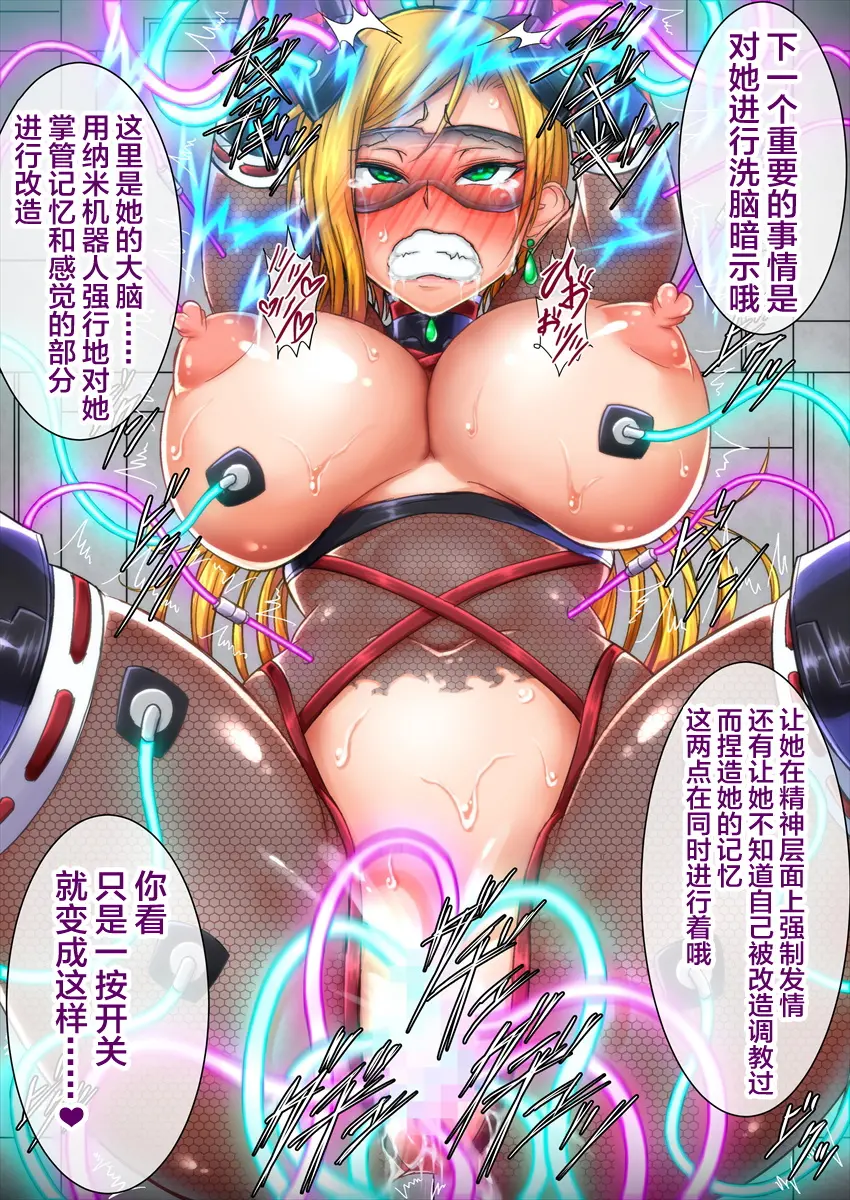 下一个重要的事情是
对她进行洗脑暗示哦
这里是她的大脑……
用纳米机器人强行地对她
掌管记忆和感觉的部分
进行改造
让她在精神层面上强制发情
还有让她不知道自己被改造调教过
而捏造她的记忆
这两点在同时进行着哦
你看
只是一按开关
就变成这样……♥